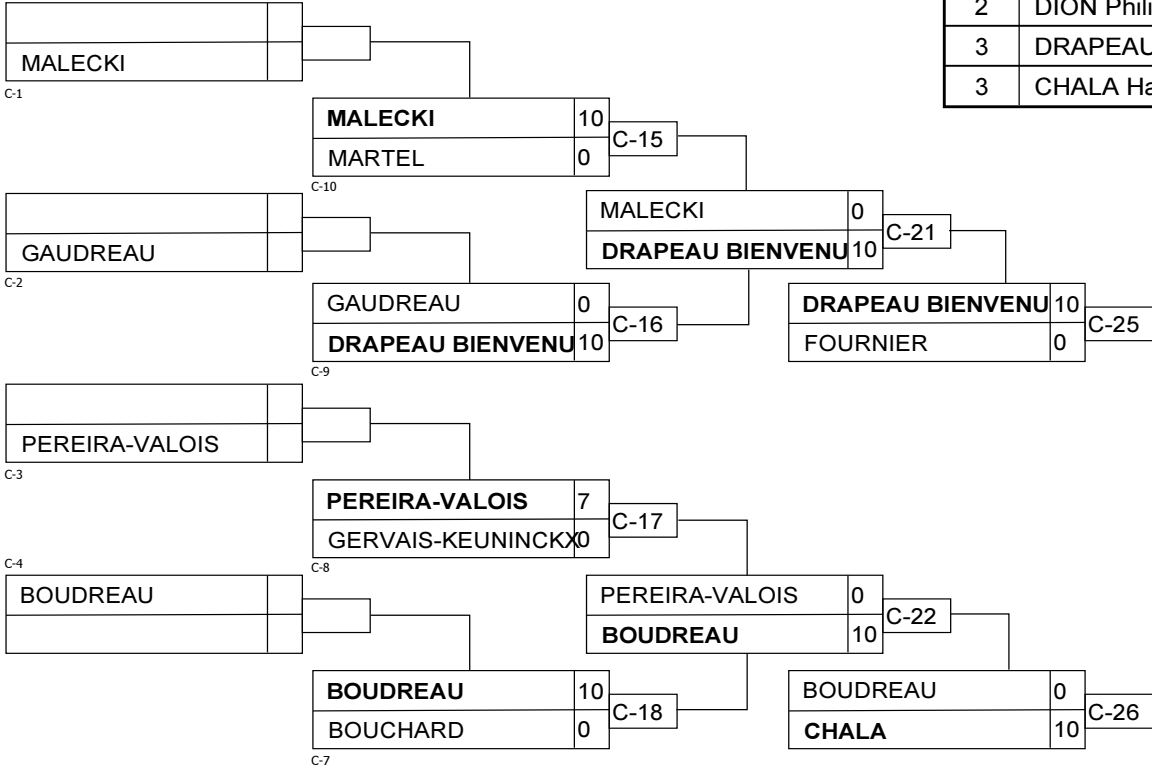 2 DION
3
3 CHALA
MALECKI
C-1
MALECKI 10
C-15
MARTEL 0
C-10
GAUDREAU
C-2
MALECKI 0
C-21
DRAPEAU BIENVENU 10
GAUDREAU 0
C-16
DRAPEAU BIENVENU 10
C-9
DRAPEAU BIENVENU 10
C-25
FOURNIER 0
PEREIRA-VALOIS
C-3
PEREIRA-VALOIS 7
C-17
GERVAIS-KEUNINCKX 0
C-8
C-4
BOUDREAU
PEREIRA-VALOIS 0
C-22
BOUDREAU 10
BOUDREAU 10
C-18
BOUCHARD 0
C-7
BOUDREAU 0
C-26
CHALA 10